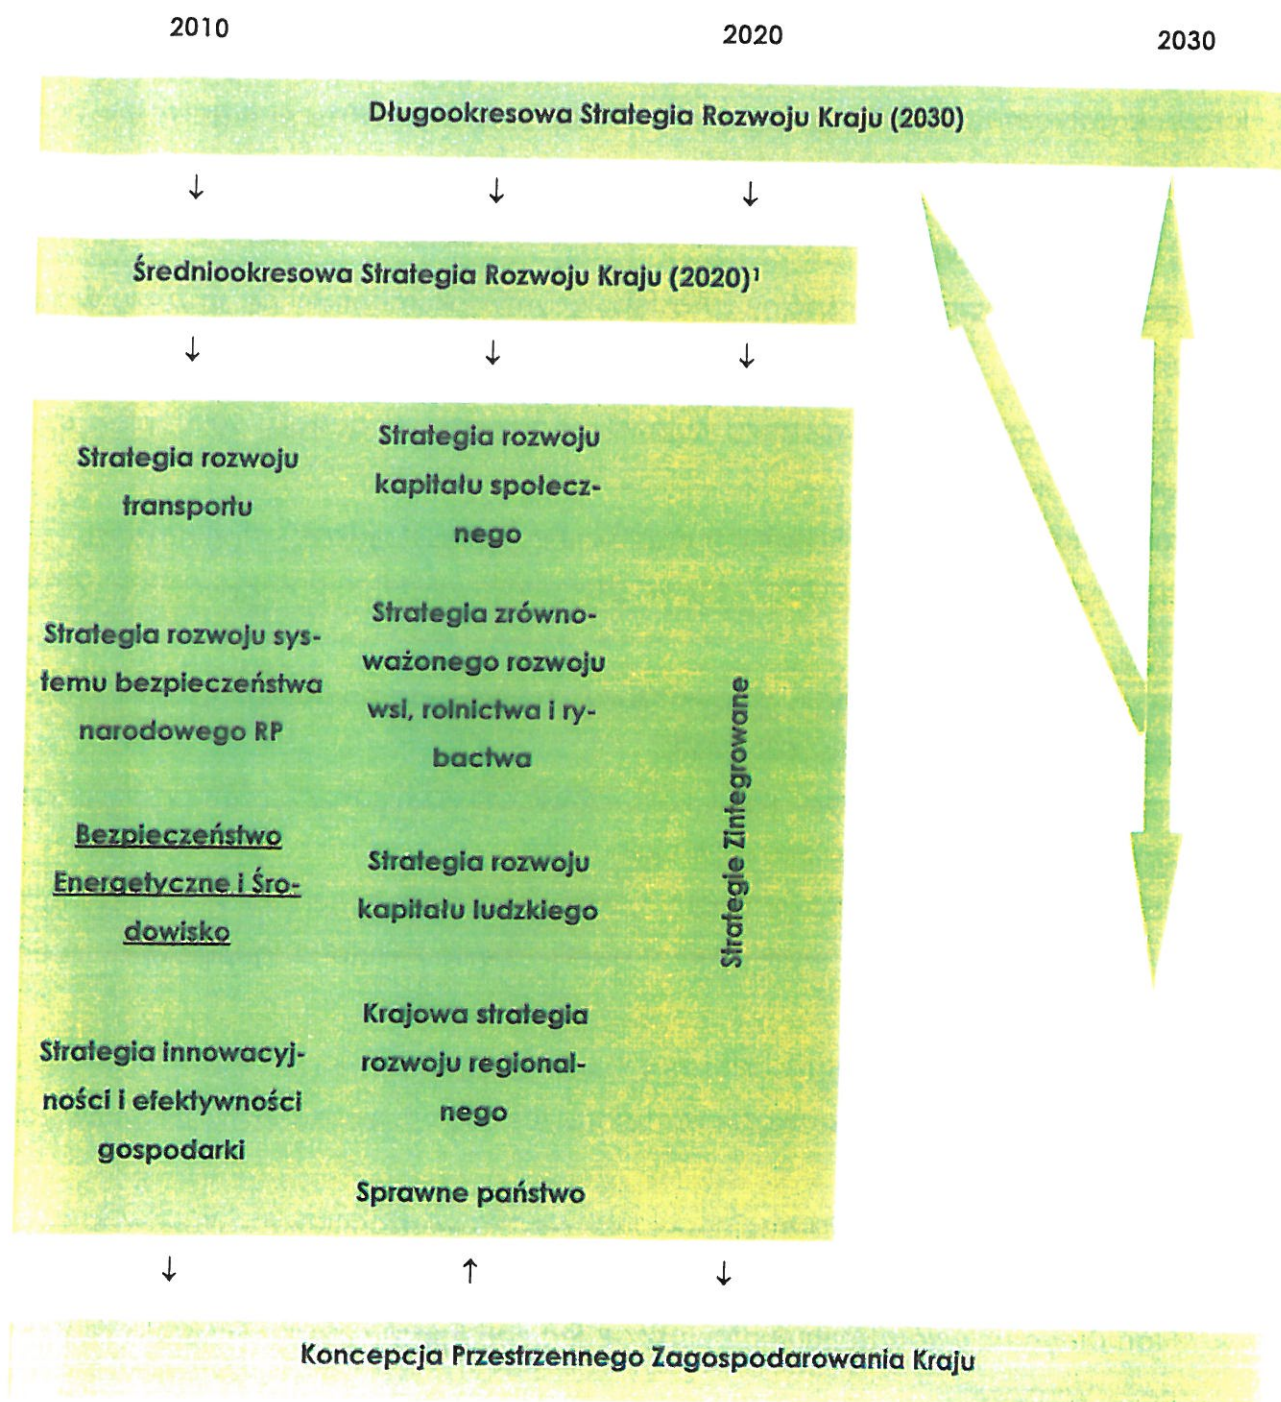 2010
2020
2030
Długookresowa Strategia Rozwoju Kraju (2030)
↓ ↓ ↓
Średniookresowa Strategia Rozwoju Kraju (2020)¹
↓ ↓ ↓
Strategia rozwoju
transportu
Strategia rozwoju sys-
temu bezpieczeństwa
narodowego RP
Bezpieczeństwo
Energetyczne i Śro-
dowisko
Strategia innowacyj-
ności i efektywności
gospodarki
Strategia rozwoju
kapitału społecz-
nego
Strategia zrówno-
ważonego rozwoju
wsi, rolnictwa i ry-
bactwa
Strategia rozwoju
kapitału ludzkiego
Krajowa strategia
rozwoju regional-
nego
Sprawne państwo
Strategie Zintegrowane
↓ ↑ ↓
Koncepcja Przestrzennego Zagospodarowania Kraju